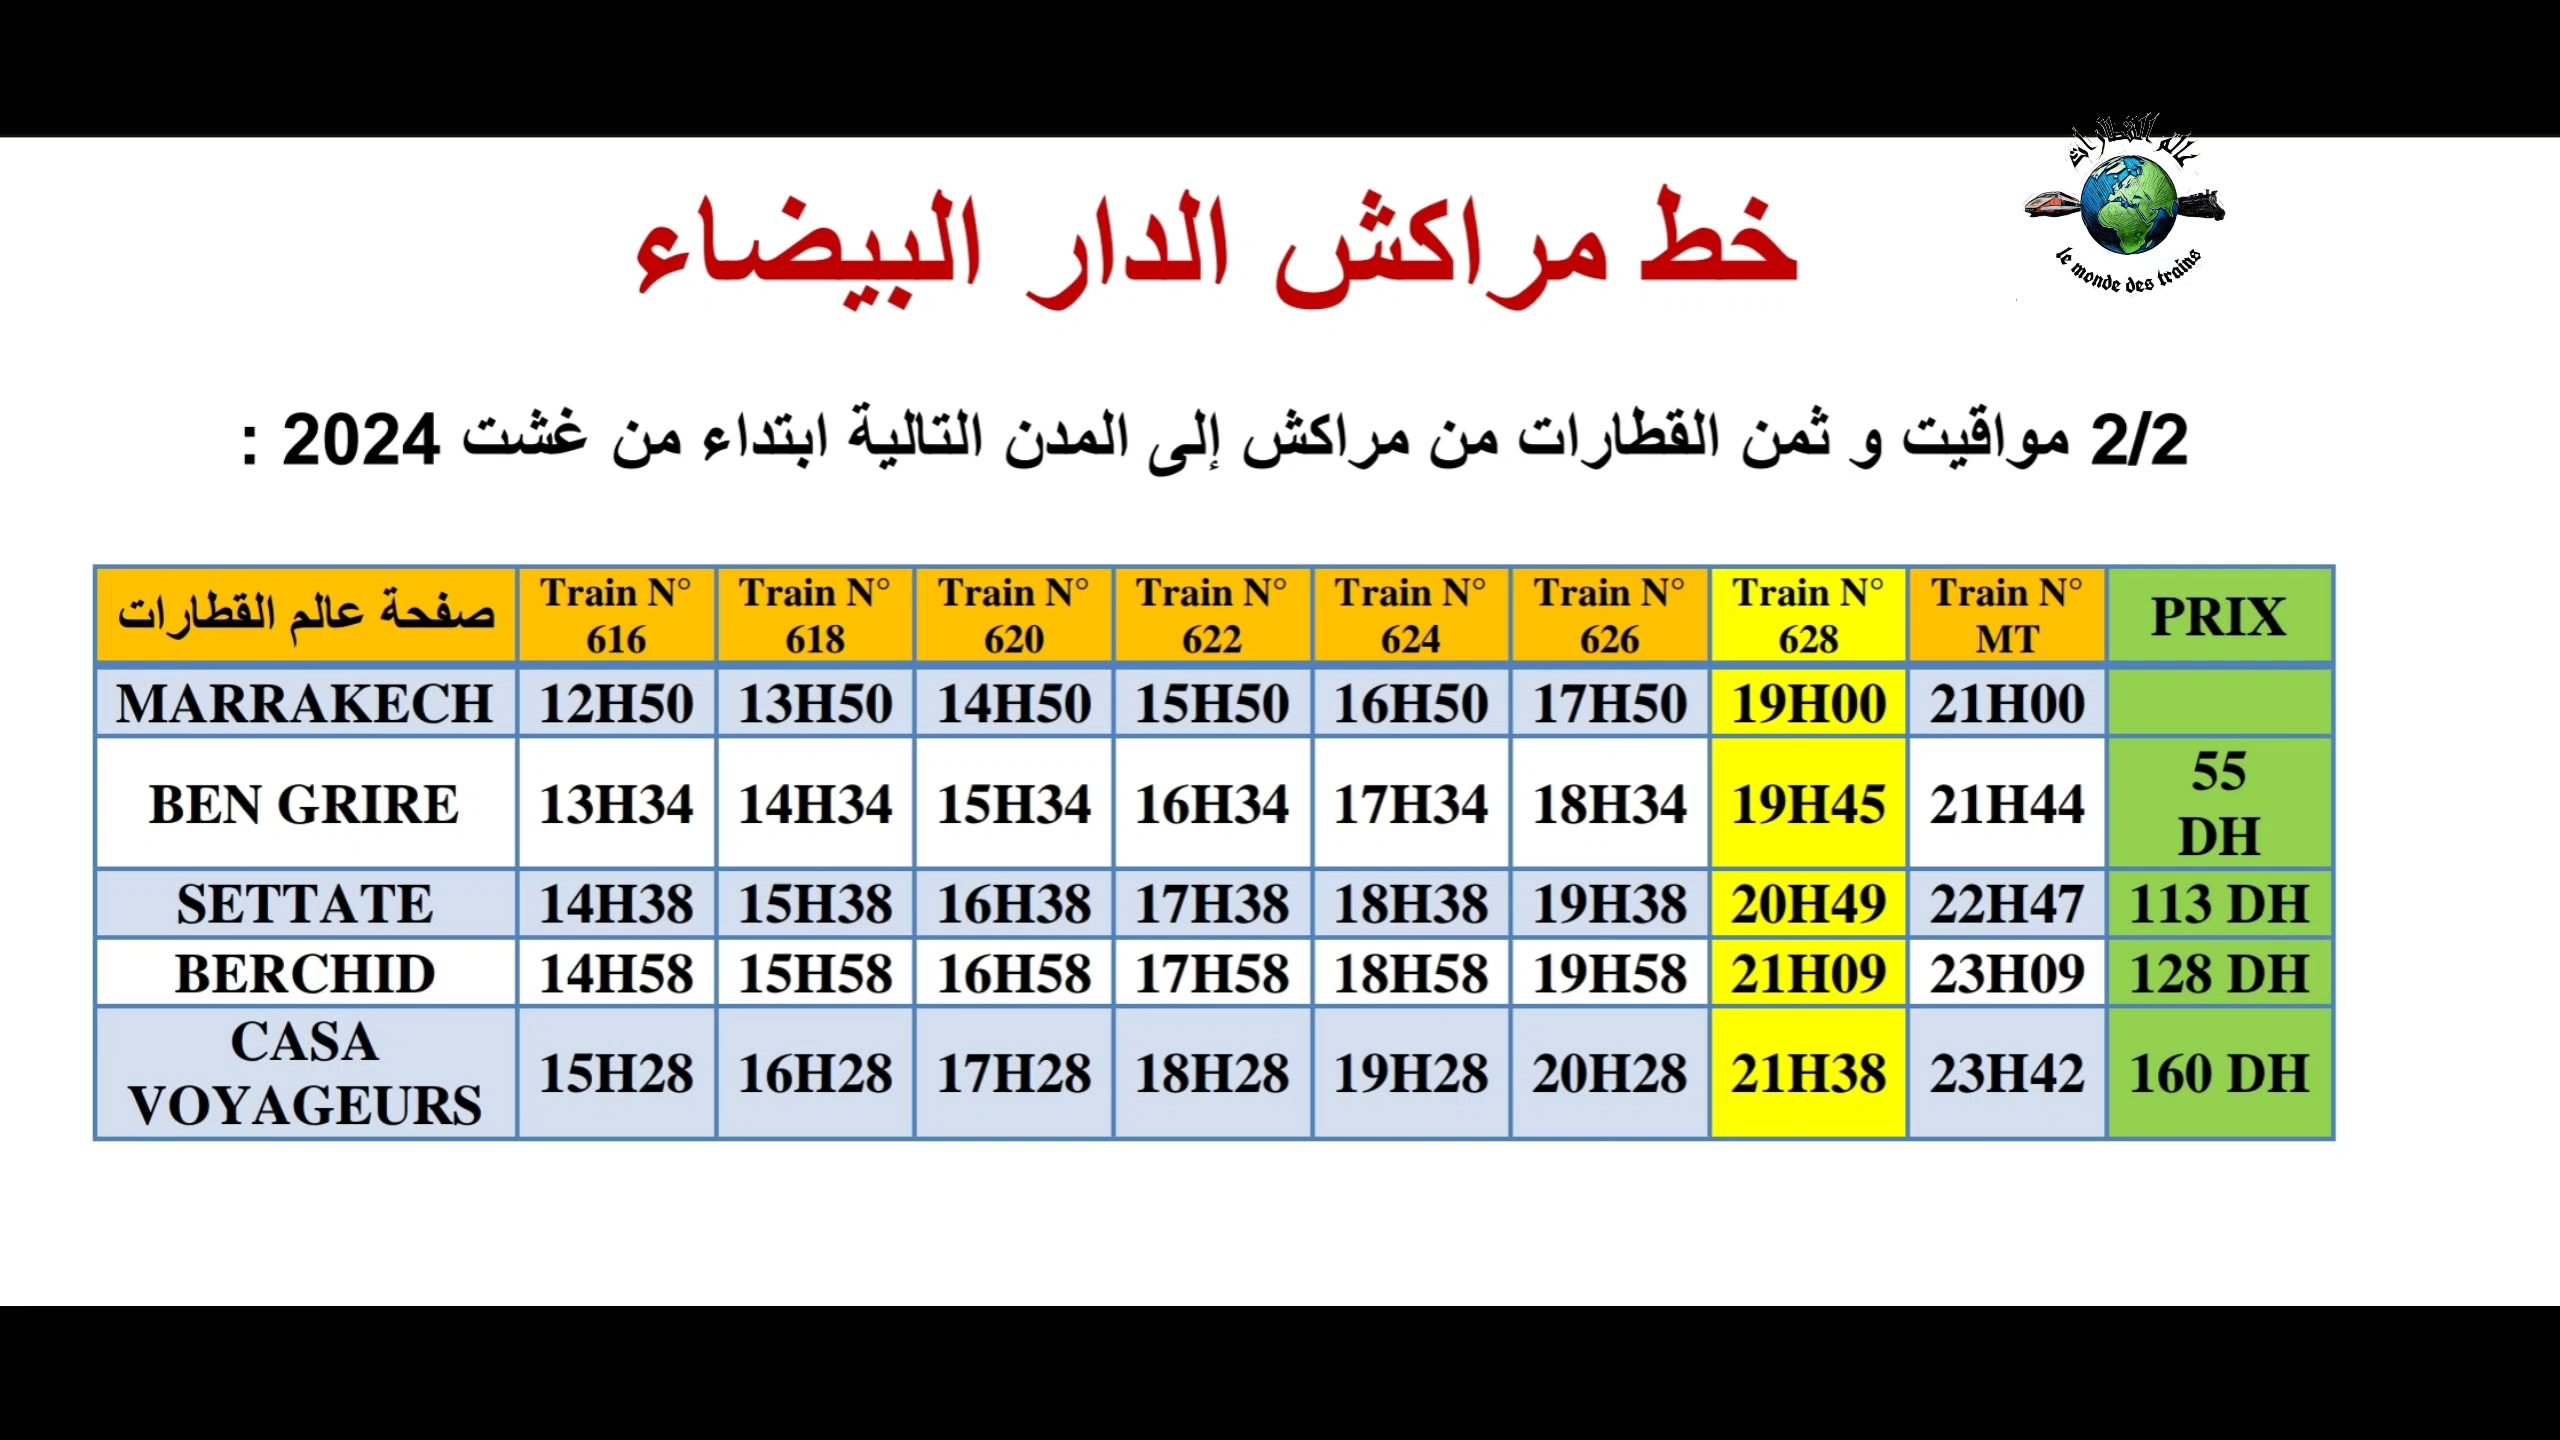 عالم القطارات
le monde des trains
خط مراكش الدار البيضاء
2/2 مواقيت و ثمن القطارات من مراكش إلى المدن التالية ابتداء من غشت 2024 :
صفحة عالم القطارات Train N° 616 Train N° 618 Train N° 620 Train N° 622 Train N° 624 Train N° 626 Train N° 628 Train N° MT PRIX
MARRAKECH 12H50 13H50 14H50 15H50 16H50 17H50 19H00 21H00
BEN GRIRE 13H34 14H34 15H34 16H34 17H34 18H34 19H45 21H44 55 DH
SETTATE 14H38 15H38 16H38 17H38 18H38 19H38 20H49 22H47 113 DH
BERCHID 14H58 15H58 16H58 17H58 18H58 19H58 21H09 23H09 128 DH
CASA VOYAGEURS 15H28 16H28 17H28 18H28 19H28 20H28 21H38 23H42 160 DH